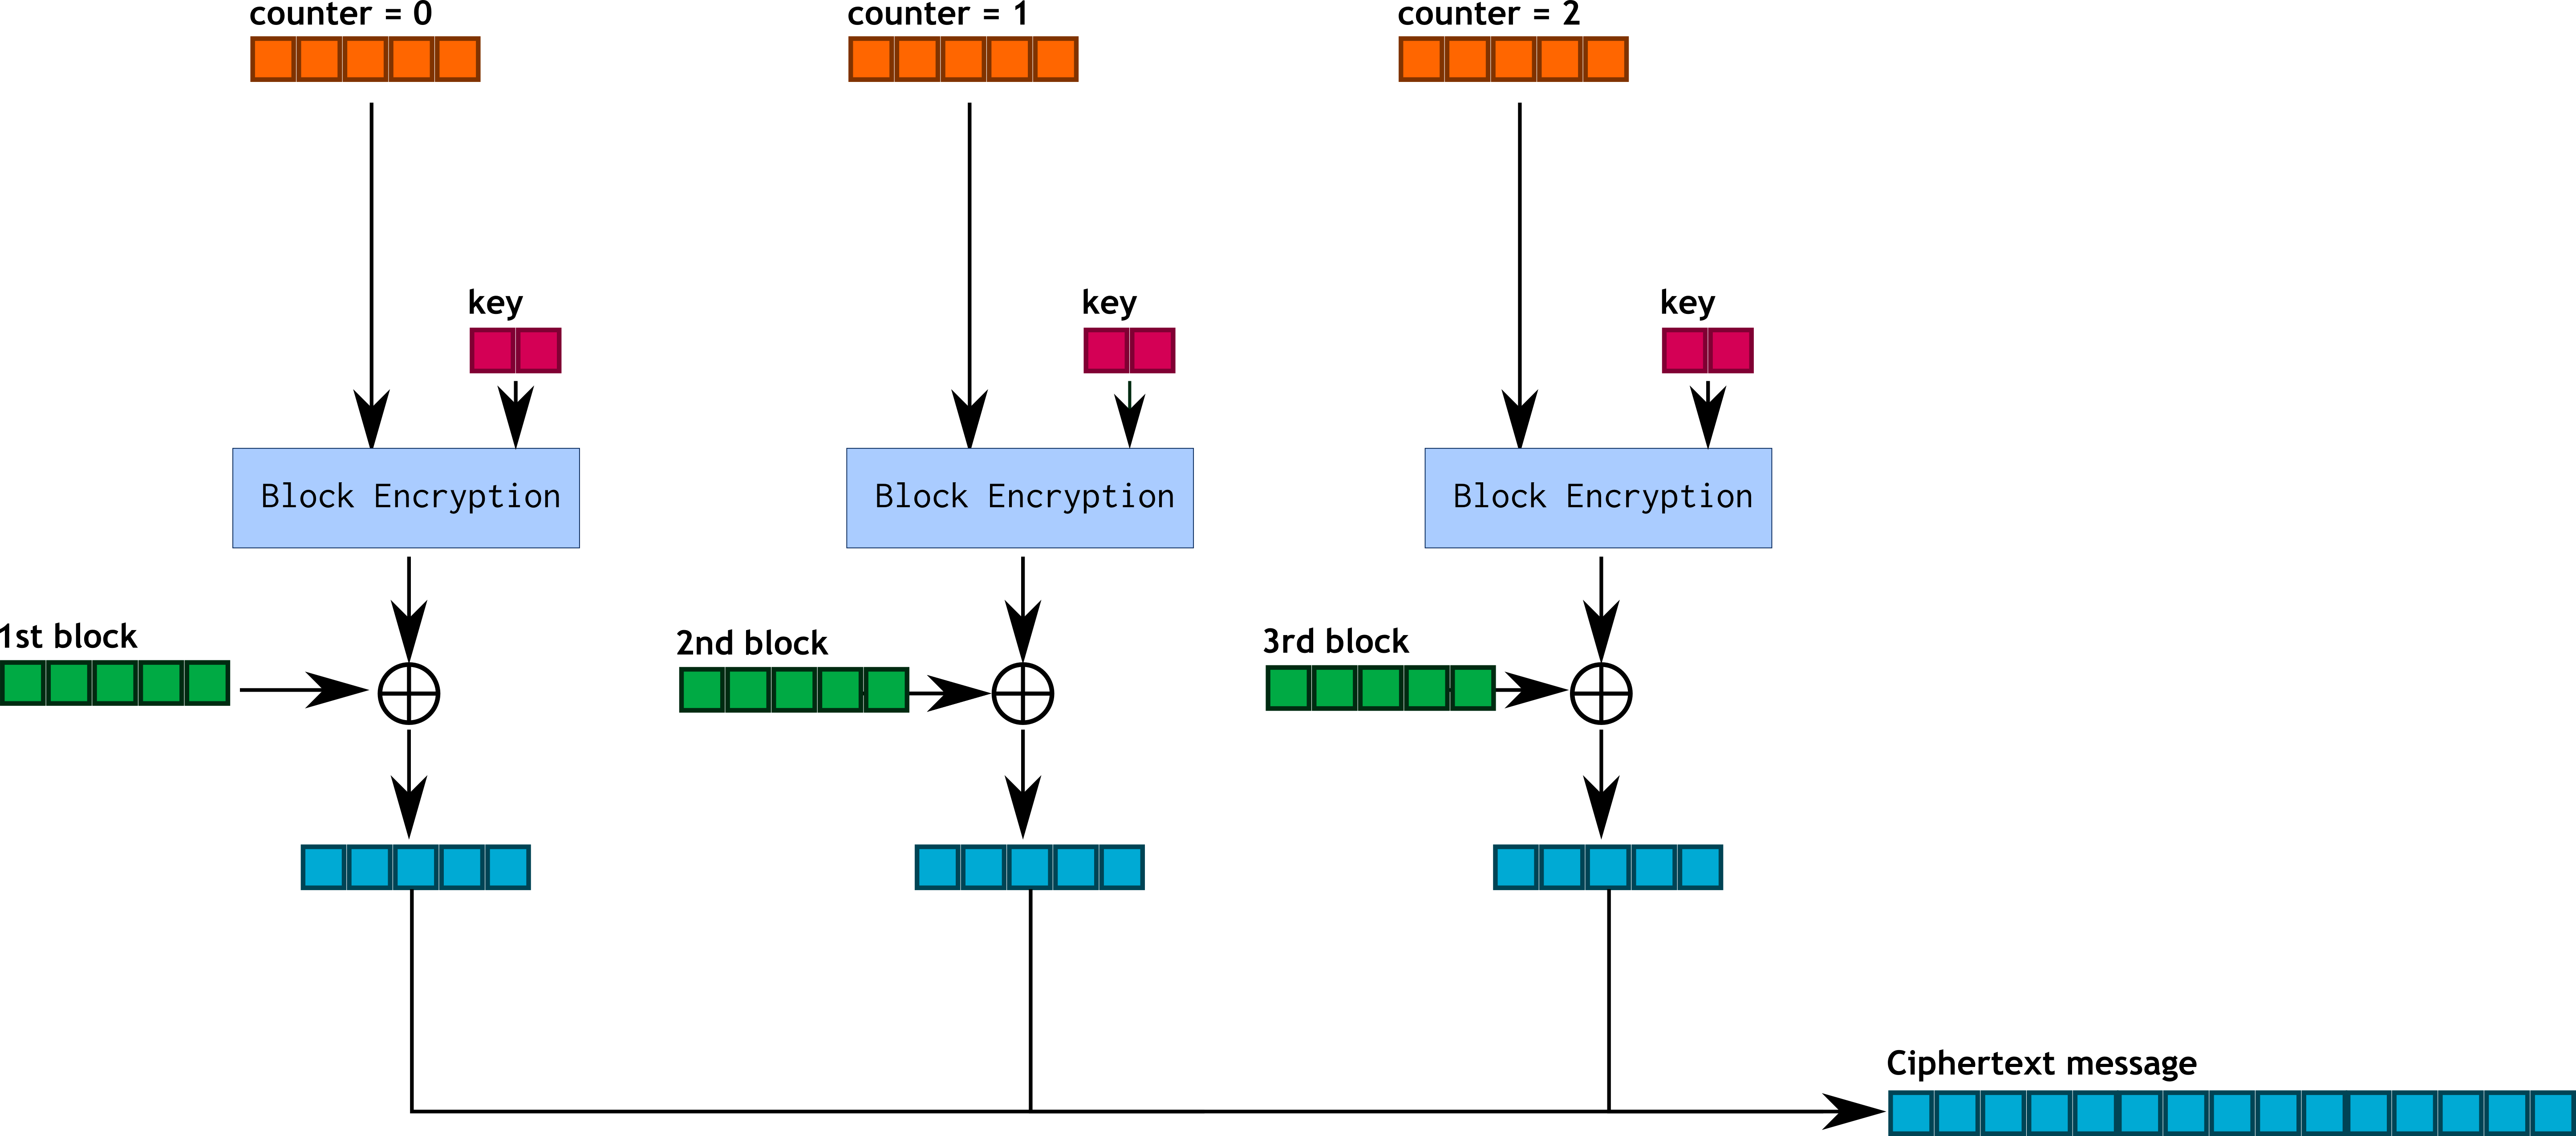 counter = 0
counter = 1
counter = 2
key
key
key
Block Encryption
Block Encryption
Block Encryption
1st block
2nd block
3rd block
Ciphertext message